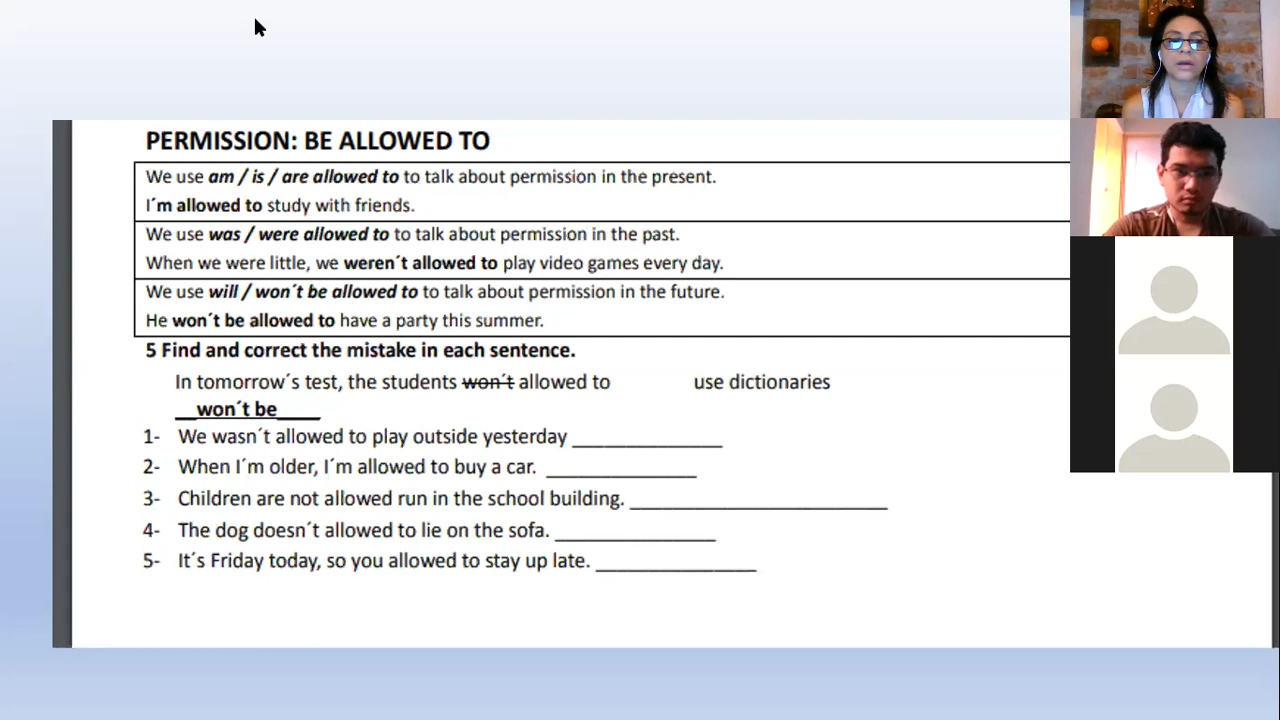 PERMISSION: BE ALLOWED TO
We use am / is / are allowed to to talk about permission in the present.
I´m allowed to study with friends.
We use was / were allowed to to talk about permission in the past.
When we were little, we weren´t allowed to play video games every day.
We use will / won´t be allowed to to talk about permission in the future.
He won´t be allowed to have a party this summer.
5 Find and correct the mistake in each sentence.
In tomorrow´s test, the students won´t allowed to use dictionaries
__won´t be____
1- We wasn´t allowed to play outside yesterday ______________
2- When I´m older, I´m allowed to buy a car. ______________
3- Children are not allowed run in the school building. ________________________
4- The dog doesn´t allowed to lie on the sofa. _______________
5- It´s Friday today, so you allowed to stay up late. _______________